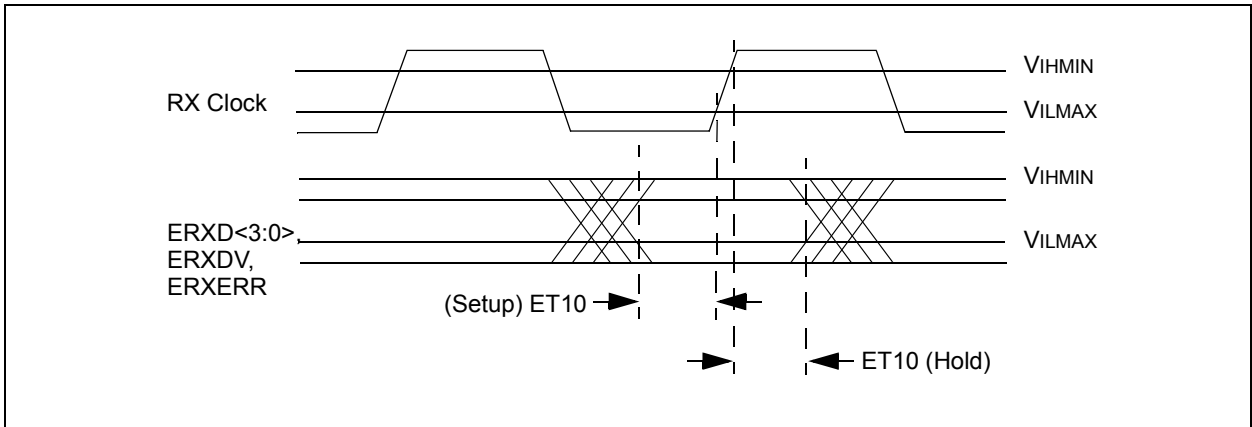 VIHMIN
RX Clock
VILMAX
VIHMIN
ERXD<3:0>,
ERXDV,
ERXERR
VILMAX
(Setup) ET10
ET10 (Hold)